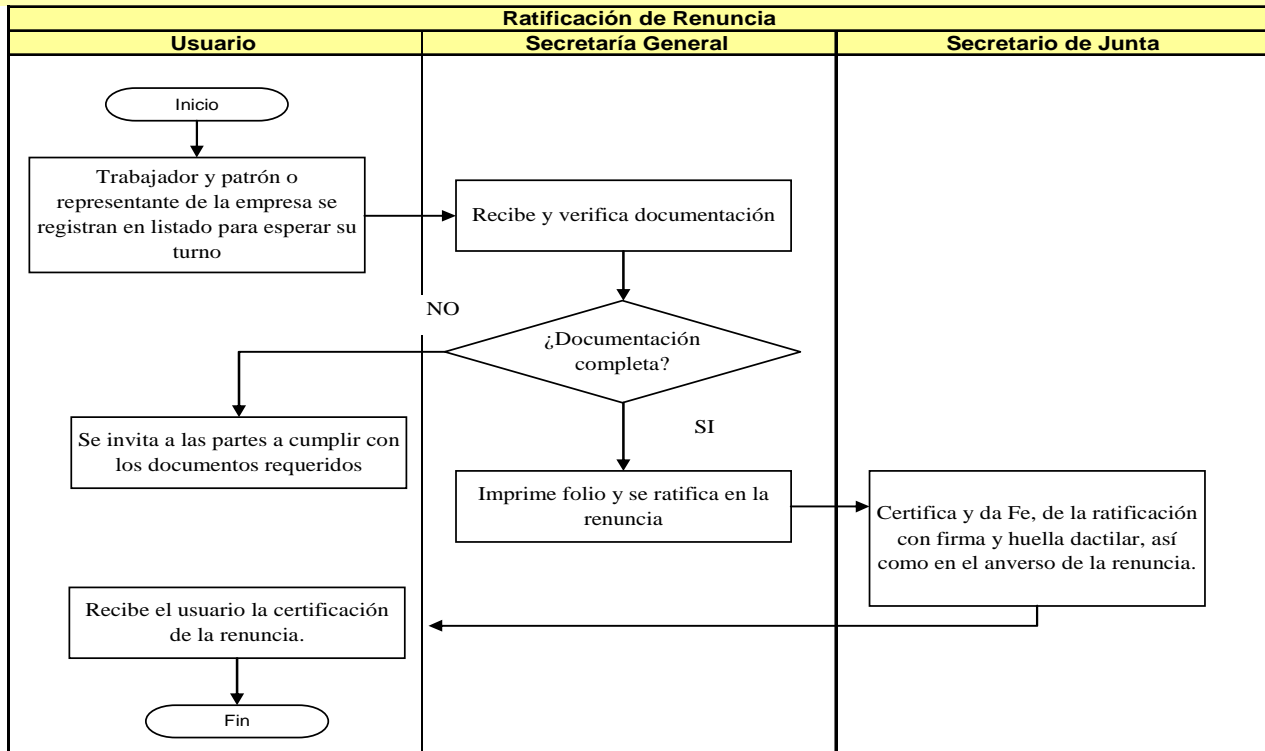 Ratificación de Renuncia
Usuario
Secretaría General
Secretario de Junta
Inicio
Trabajador y patrón o
representante de la empresa se
registran en listado para esperar su
turno
Recibe y verifica documentación
NO
¿Documentación
completa?
Se invita a las partes a cumplir con
los documentos requeridos
SI
Imprime folio y se ratifica en la
renuncia
Certifica y da Fe, de la ratificación
con firma y huella dactilar, así
como en el anverso de la renuncia.
Recibe el usuario la certificación
de la renuncia.
Fin